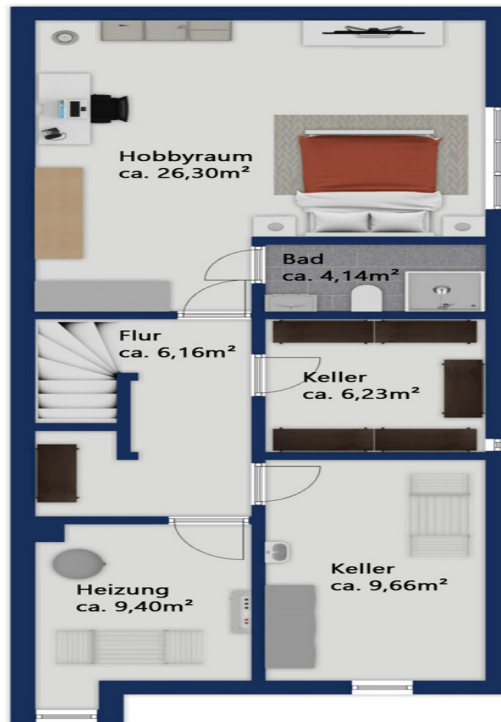 Hobbyraum
ca. 26,30m²
Bad
ca. 4,14m²
Flur
ca. 6,16m²
Keller
ca. 6,23m²
Keller
ca. 9,66m²
Heizung
ca. 9,40m²